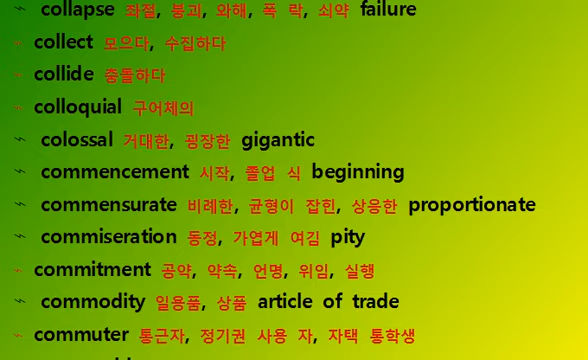 collapse 좌절, 붕괴, 와해, 폭 락, 쇠약 failure
collect 모으다, 수집하다
collide 충돌하다
colloquial 구어체의
colossal 거대한, 굉장한 gigantic
commencement 시작, 졸업 식 beginning
commensurate 비례한, 균형이 잡힌, 상응한 proportionate
commiseration 동정, 가엽게 여김 pity
commitment 공약, 약속, 언명, 위임, 실행
commodity 일용품, 상품 article of trade
commuter 통근자, 정기권 사용 자, 자택 통학생